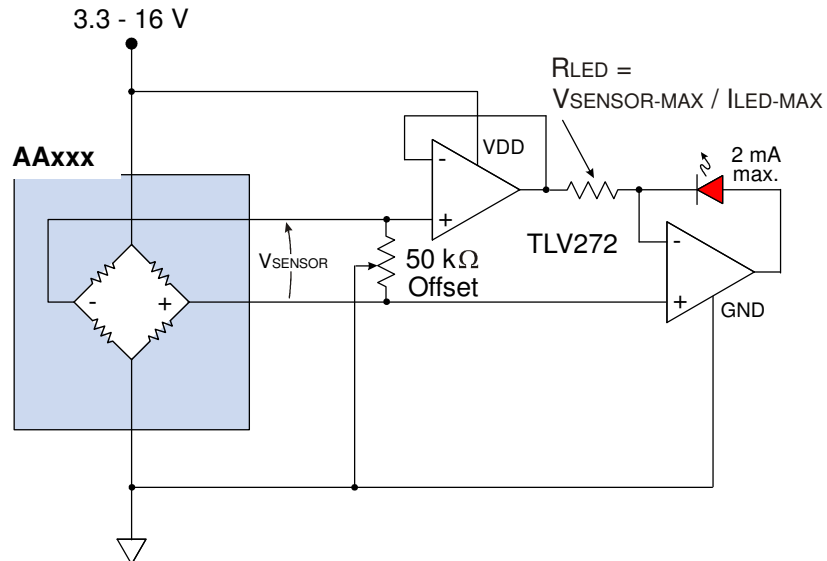 3.3 - 16 V
RLED =
VSENSOR-MAX / ILED-MAX
AAxxx
VDD
2 mA
max.
-
+
VSENSOR
50 kΩ
Offset
TLV272
-
+
GND
-
+